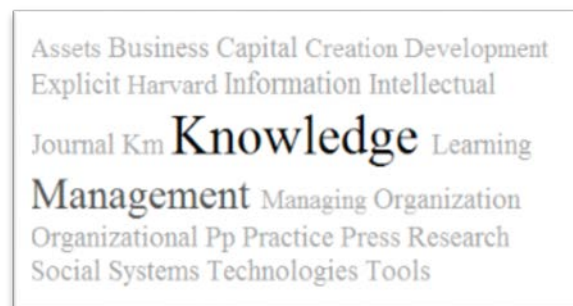 Assets Business Capital Creation Development
Explicit Harvard Information Intellectual
Journal Km Knowledge Learning
Management Managing Organization
Organizational Pp Practice Press Research
Social Systems Technologies Tools